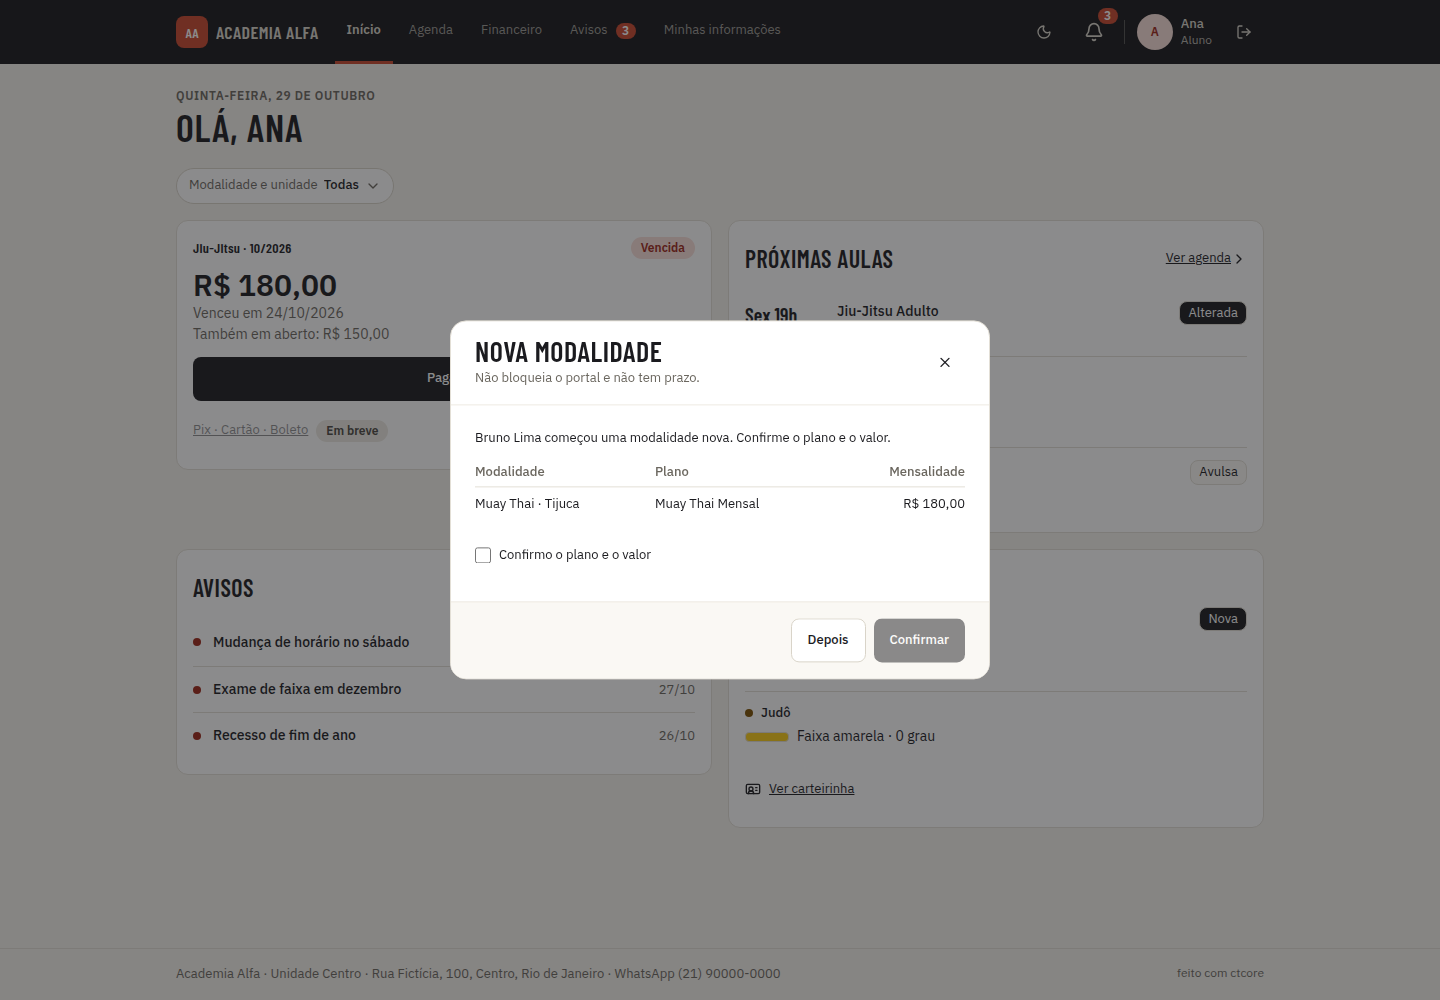 AA ACADEMIA ALFA Início Agenda Financeiro Avisos 3 Minhas informações 3 A Ana
Aluno
QUINTA-FEIRA, 29 DE OUTUBRO
OLÁ, ANA
Modalidade e unidade Todas
Jiu-Jitsu · 10/2026 Vencida
R$ 180,00
Venceu em 24/10/2026
Também em aberto: R$ 150,00
Pag
Pix · Cartão · Boleto Em breve
PRÓXIMAS AULAS Ver agenda
Sex 19h Jiu-Jitsu Adulto Alterada
Avulsa
NOVA MODALIDADE
Não bloqueia o portal e não tem prazo.
Bruno Lima começou uma modalidade nova. Confirme o plano e o valor.
Modalidade Plano Mensalidade
Muay Thai · Tijuca Muay Thai Mensal R$ 180,00
Confirmo o plano e o valor
Depois Confirmar
AVISOS
Mudança de horário no sábado
Exame de faixa em dezembro 27/10
Recesso de fim de ano 26/10
Nova
Judô
Faixa amarela · 0 grau
Ver carteirinha
Academia Alfa · Unidade Centro · Rua Fictícia, 100, Centro, Rio de Janeiro · WhatsApp (21) 90000-0000 feito com ctcore